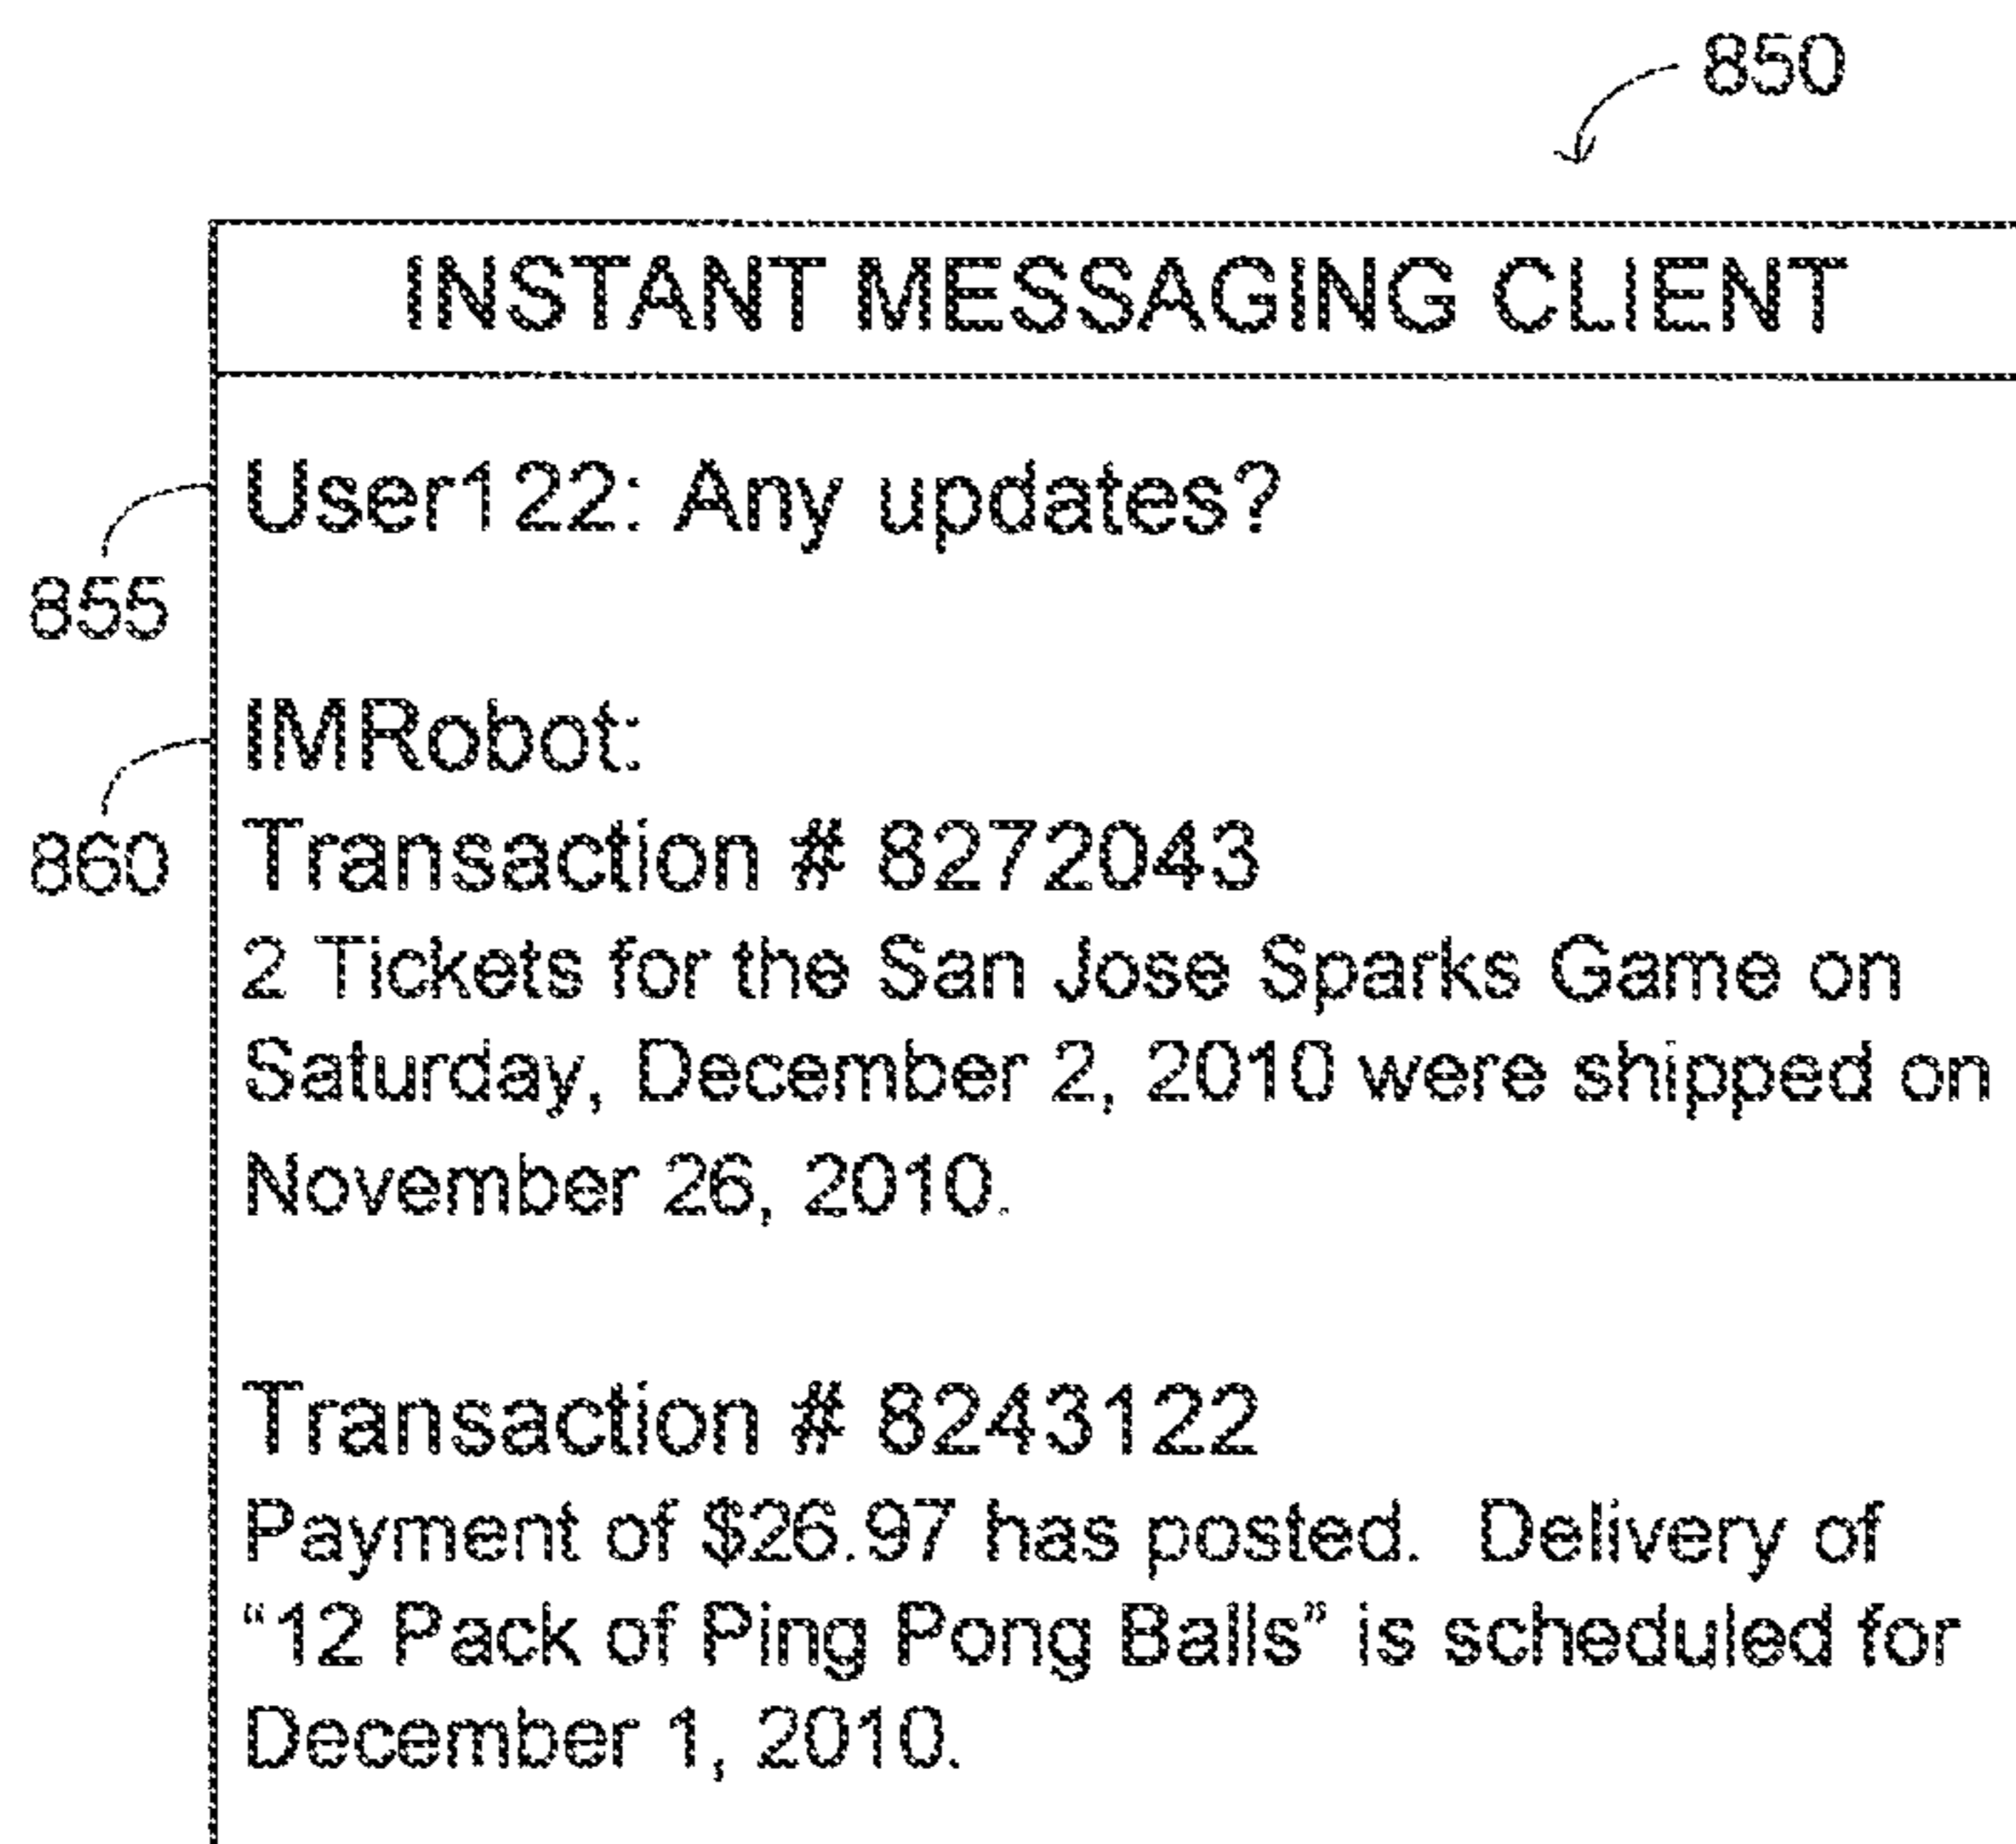 850
INSTANT MESSAGING CLIENT
User122: Any updates?
855
IMRobot:
860
Transaction # 8272043
2 Tickets for the San Jose Sparks Game on
Saturday, December 2, 2010 were shipped on
November 26, 2010.
Transaction # 8243122
Payment of $26.97 has posted.  Delivery of
“12 Pack of Ping Pong Balls” is scheduled for
December 1, 2010.